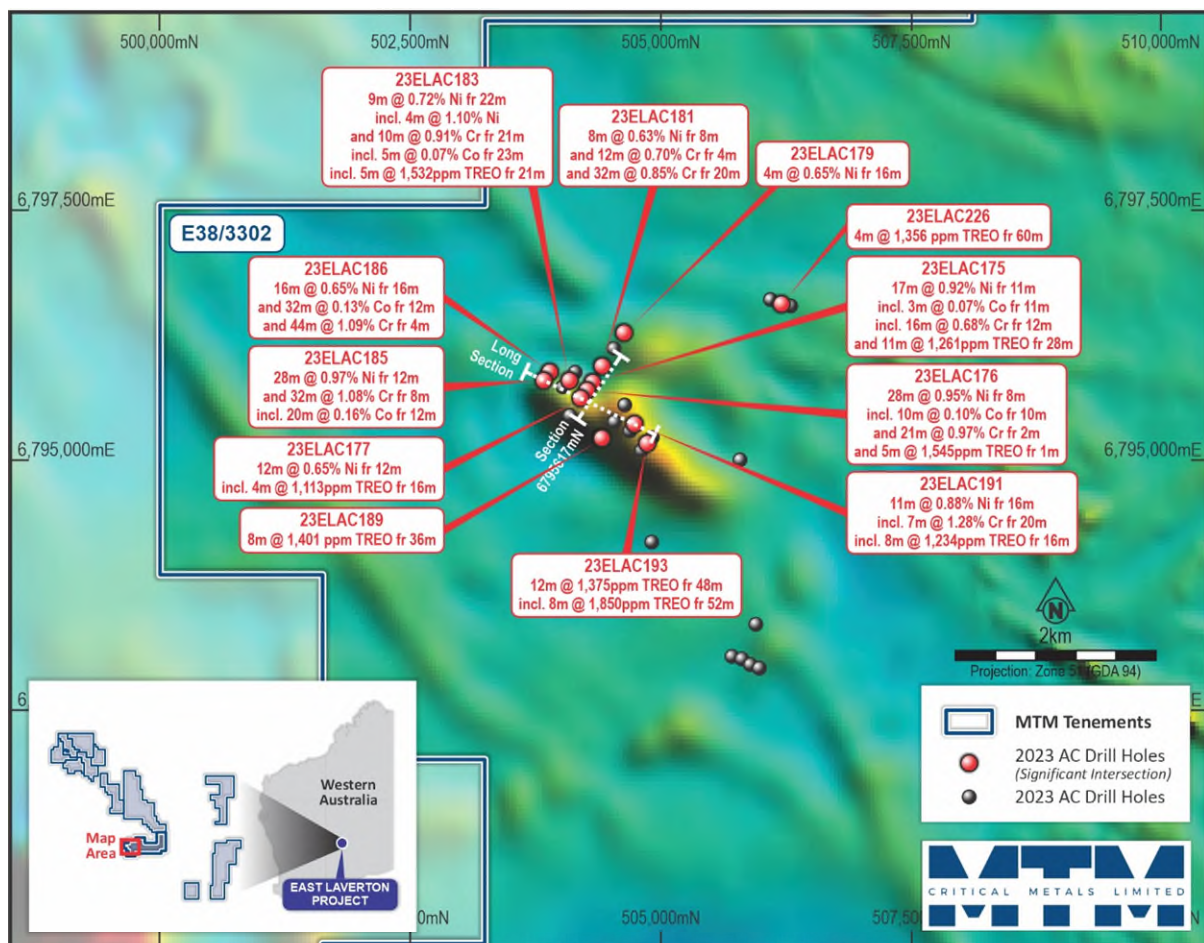 500,000mN
502,500mN
505,000mN
507,500mN
510,000mN
6,797,500mE
6,797,500mE
E38/3302
23ELAC183
9m @ 0.72% Ni fr 22m
incl. 4m @ 1.10% Ni
and 10m @ 0.91% Cr fr 21m
incl. 5m @ 0.07% Co fr 23m
incl. 5m @ 1,532ppm TREO fr 21m
23ELAC181
8m @ 0.63% Ni fr 8m
and 12m @ 0.70% Cr fr 4m
and 32m @ 0.85% Cr fr 20m
23ELAC179
4m @ 0.65% Ni fr 16m
23ELAC226
4m @ 1,356 ppm TREO fr 60m
23ELAC186
16m @ 0.65% Ni fr 16m
and 32m @ 0.13% Co fr 12m
and 44m @ 1.09% Cr fr 4m
23ELAC175
17m @ 0.92% Ni fr 11m
incl. 3m @ 0.07% Co fr 11m
incl. 16m @ 0.68% Cr fr 12m
and 11m @ 1,261ppm TREO fr 28m
Long
Section
23ELAC185
28m @ 0.97% Ni fr 12m
and 32m @ 1.08% Cr fr 8m
incl. 20m @ 0.16% Co fr 12m
23ELAC176
28m @ 0.95% Ni fr 8m
incl. 10m @ 0.10% Co fr 10m
and 21m @ 0.97% Cr fr 2m
and 5m @ 1,545ppm TREO fr 1m
Section
6795617mN
23ELAC177
12m @ 0.65% Ni fr 12m
incl. 4m @ 1,113ppm TREO fr 16m
6,795,000mE
6,795,000mE
23ELAC191
11m @ 0.88% Ni fr 16m
incl. 7m @ 1.28% Cr fr 20m
incl. 8m @ 1,234ppm TREO fr 16m
23ELAC189
8m @ 1,401 ppm TREO fr 36m
23ELAC193
12m @ 1,375ppm TREO fr 48m
incl. 8m @ 1,850ppm TREO fr 52m
N
2km
Projection: Zone 51 (GDA 94)
MTM Tenements
2023 AC Drill Holes
(Significant Intersection)
2023 AC Drill Holes
Western
Australia
Map
Area
EAST LAVERTON
PROJECT
505,000mN
MTM
CRITICAL METALS LIMITED